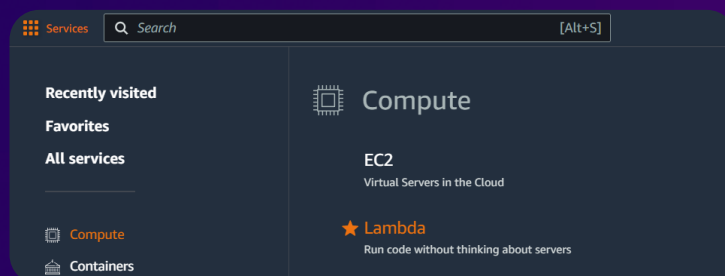 Services
Search [Alt+S]
Recently visited
Favorites
All services
Compute
Containers
Compute
EC2
Virtual Servers in the Cloud
Lambda
Run code without thinking about servers